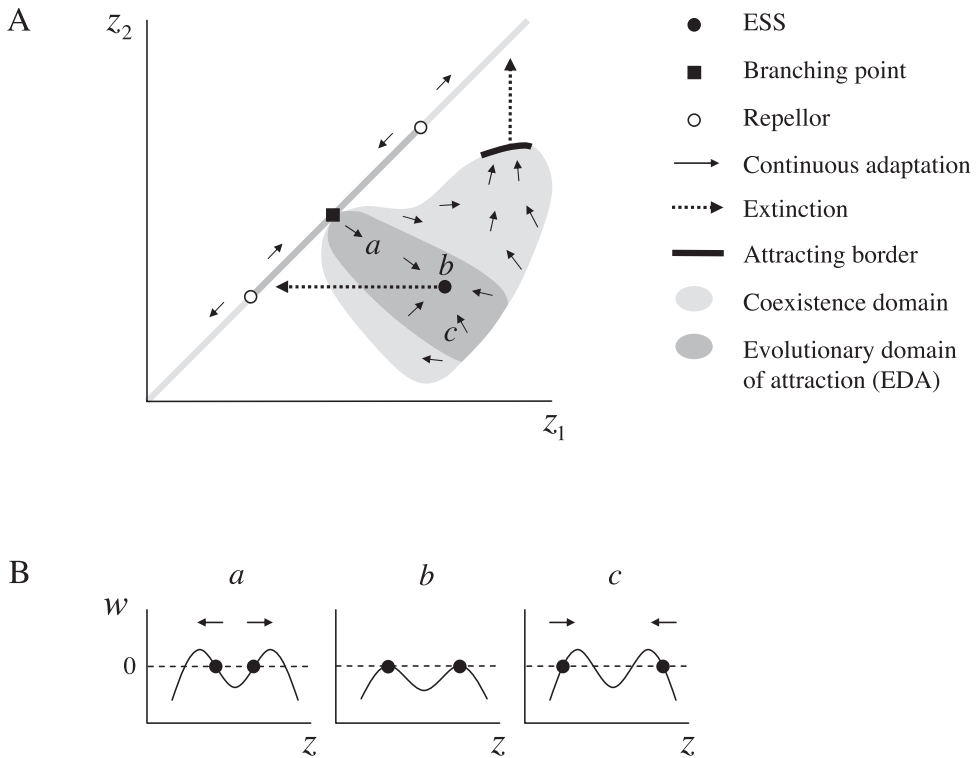 A
z2
ESS
Branching point
Repellor
Continuous adaptation
Extinction
Attracting border
Coexistence domain
Evolutionary domain
of attraction (EDA)
a
b
c
z1
B
a
b
c
w
0
z
z
z